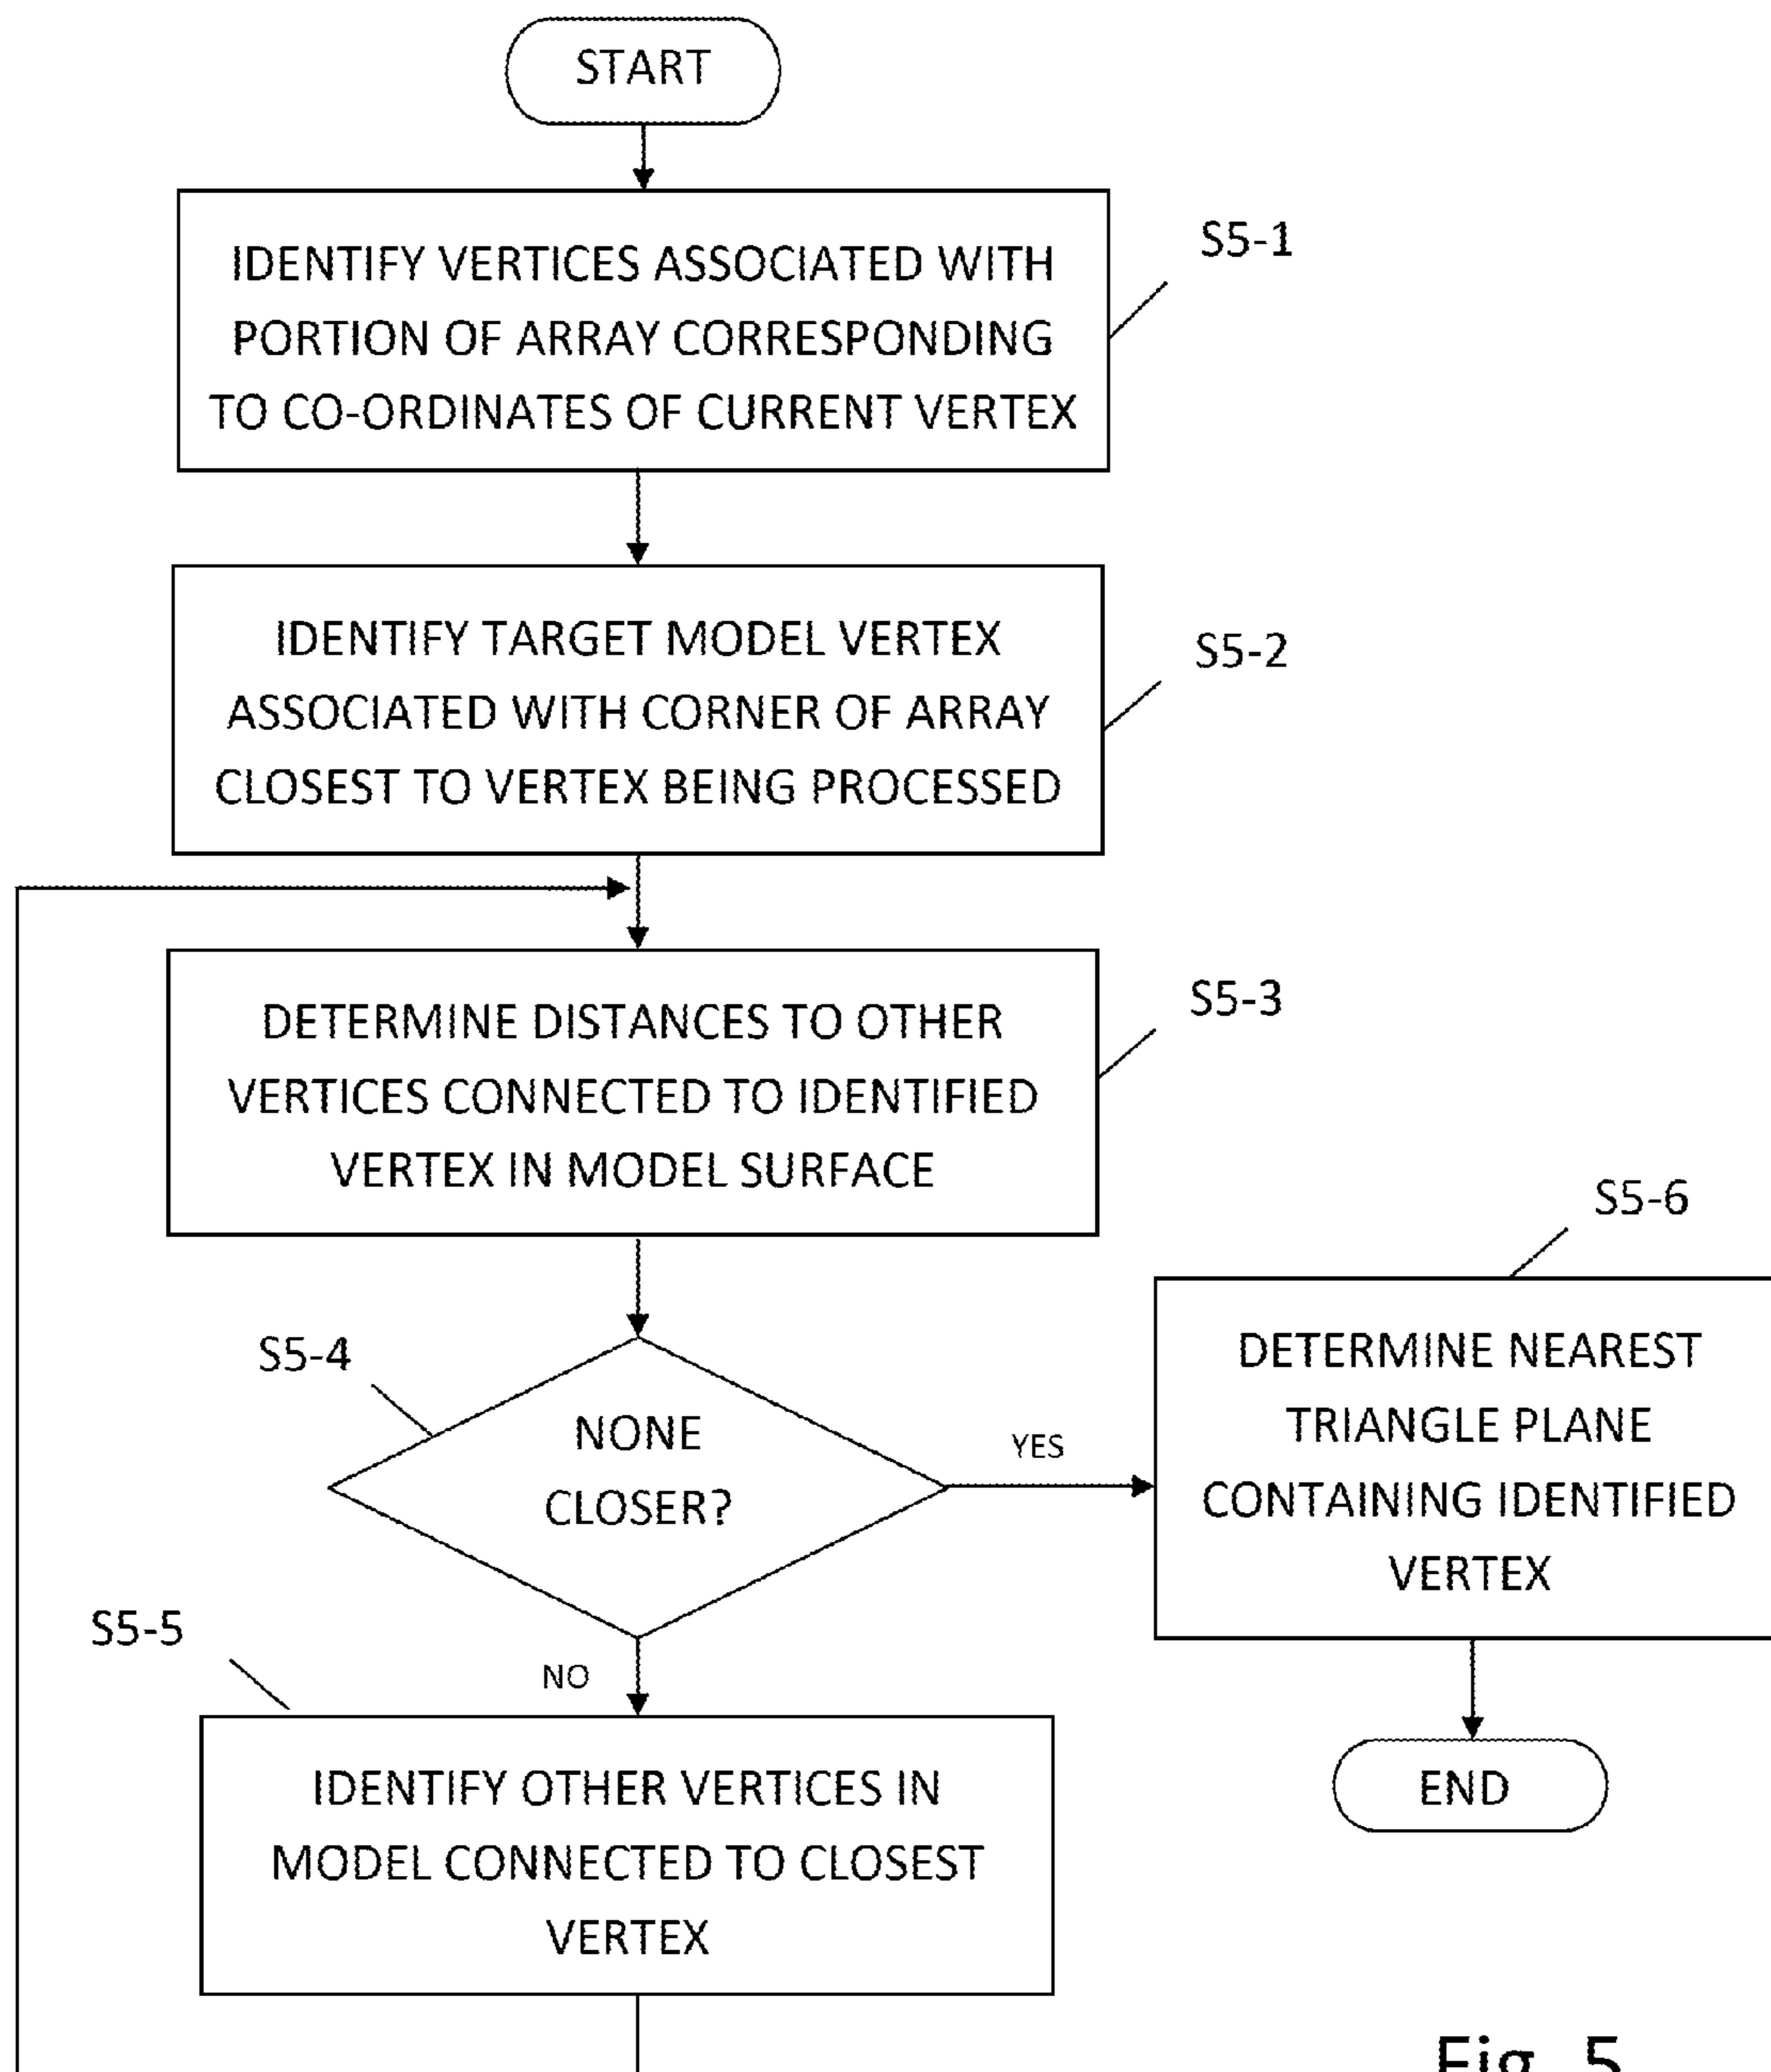 START
IDENTIFY VERTICES ASSOCIATED WITH
PORTION OF ARRAY CORRESPONDING
TO CO-ORDINATES OF CURRENT VERTEX
S5-1
IDENTIFY TARGET MODEL VERTEX
ASSOCIATED WITH CORNER OF ARRAY
CLOSEST TO VERTEX BEING PROCESSED
S5-2
DETERMINE DISTANCES TO OTHER
VERTICES CONNECTED TO IDENTIFIED
VERTEX IN MODEL SURFACE
S5-3
S5-4
NONE
CLOSER?
YES
S5-6
DETERMINE NEAREST
TRIANGLE PLANE
CONTAINING IDENTIFIED
VERTEX
NO
S5-5
IDENTIFY OTHER VERTICES IN
MODEL CONNECTED TO CLOSEST
VERTEX
END
Fig. 5